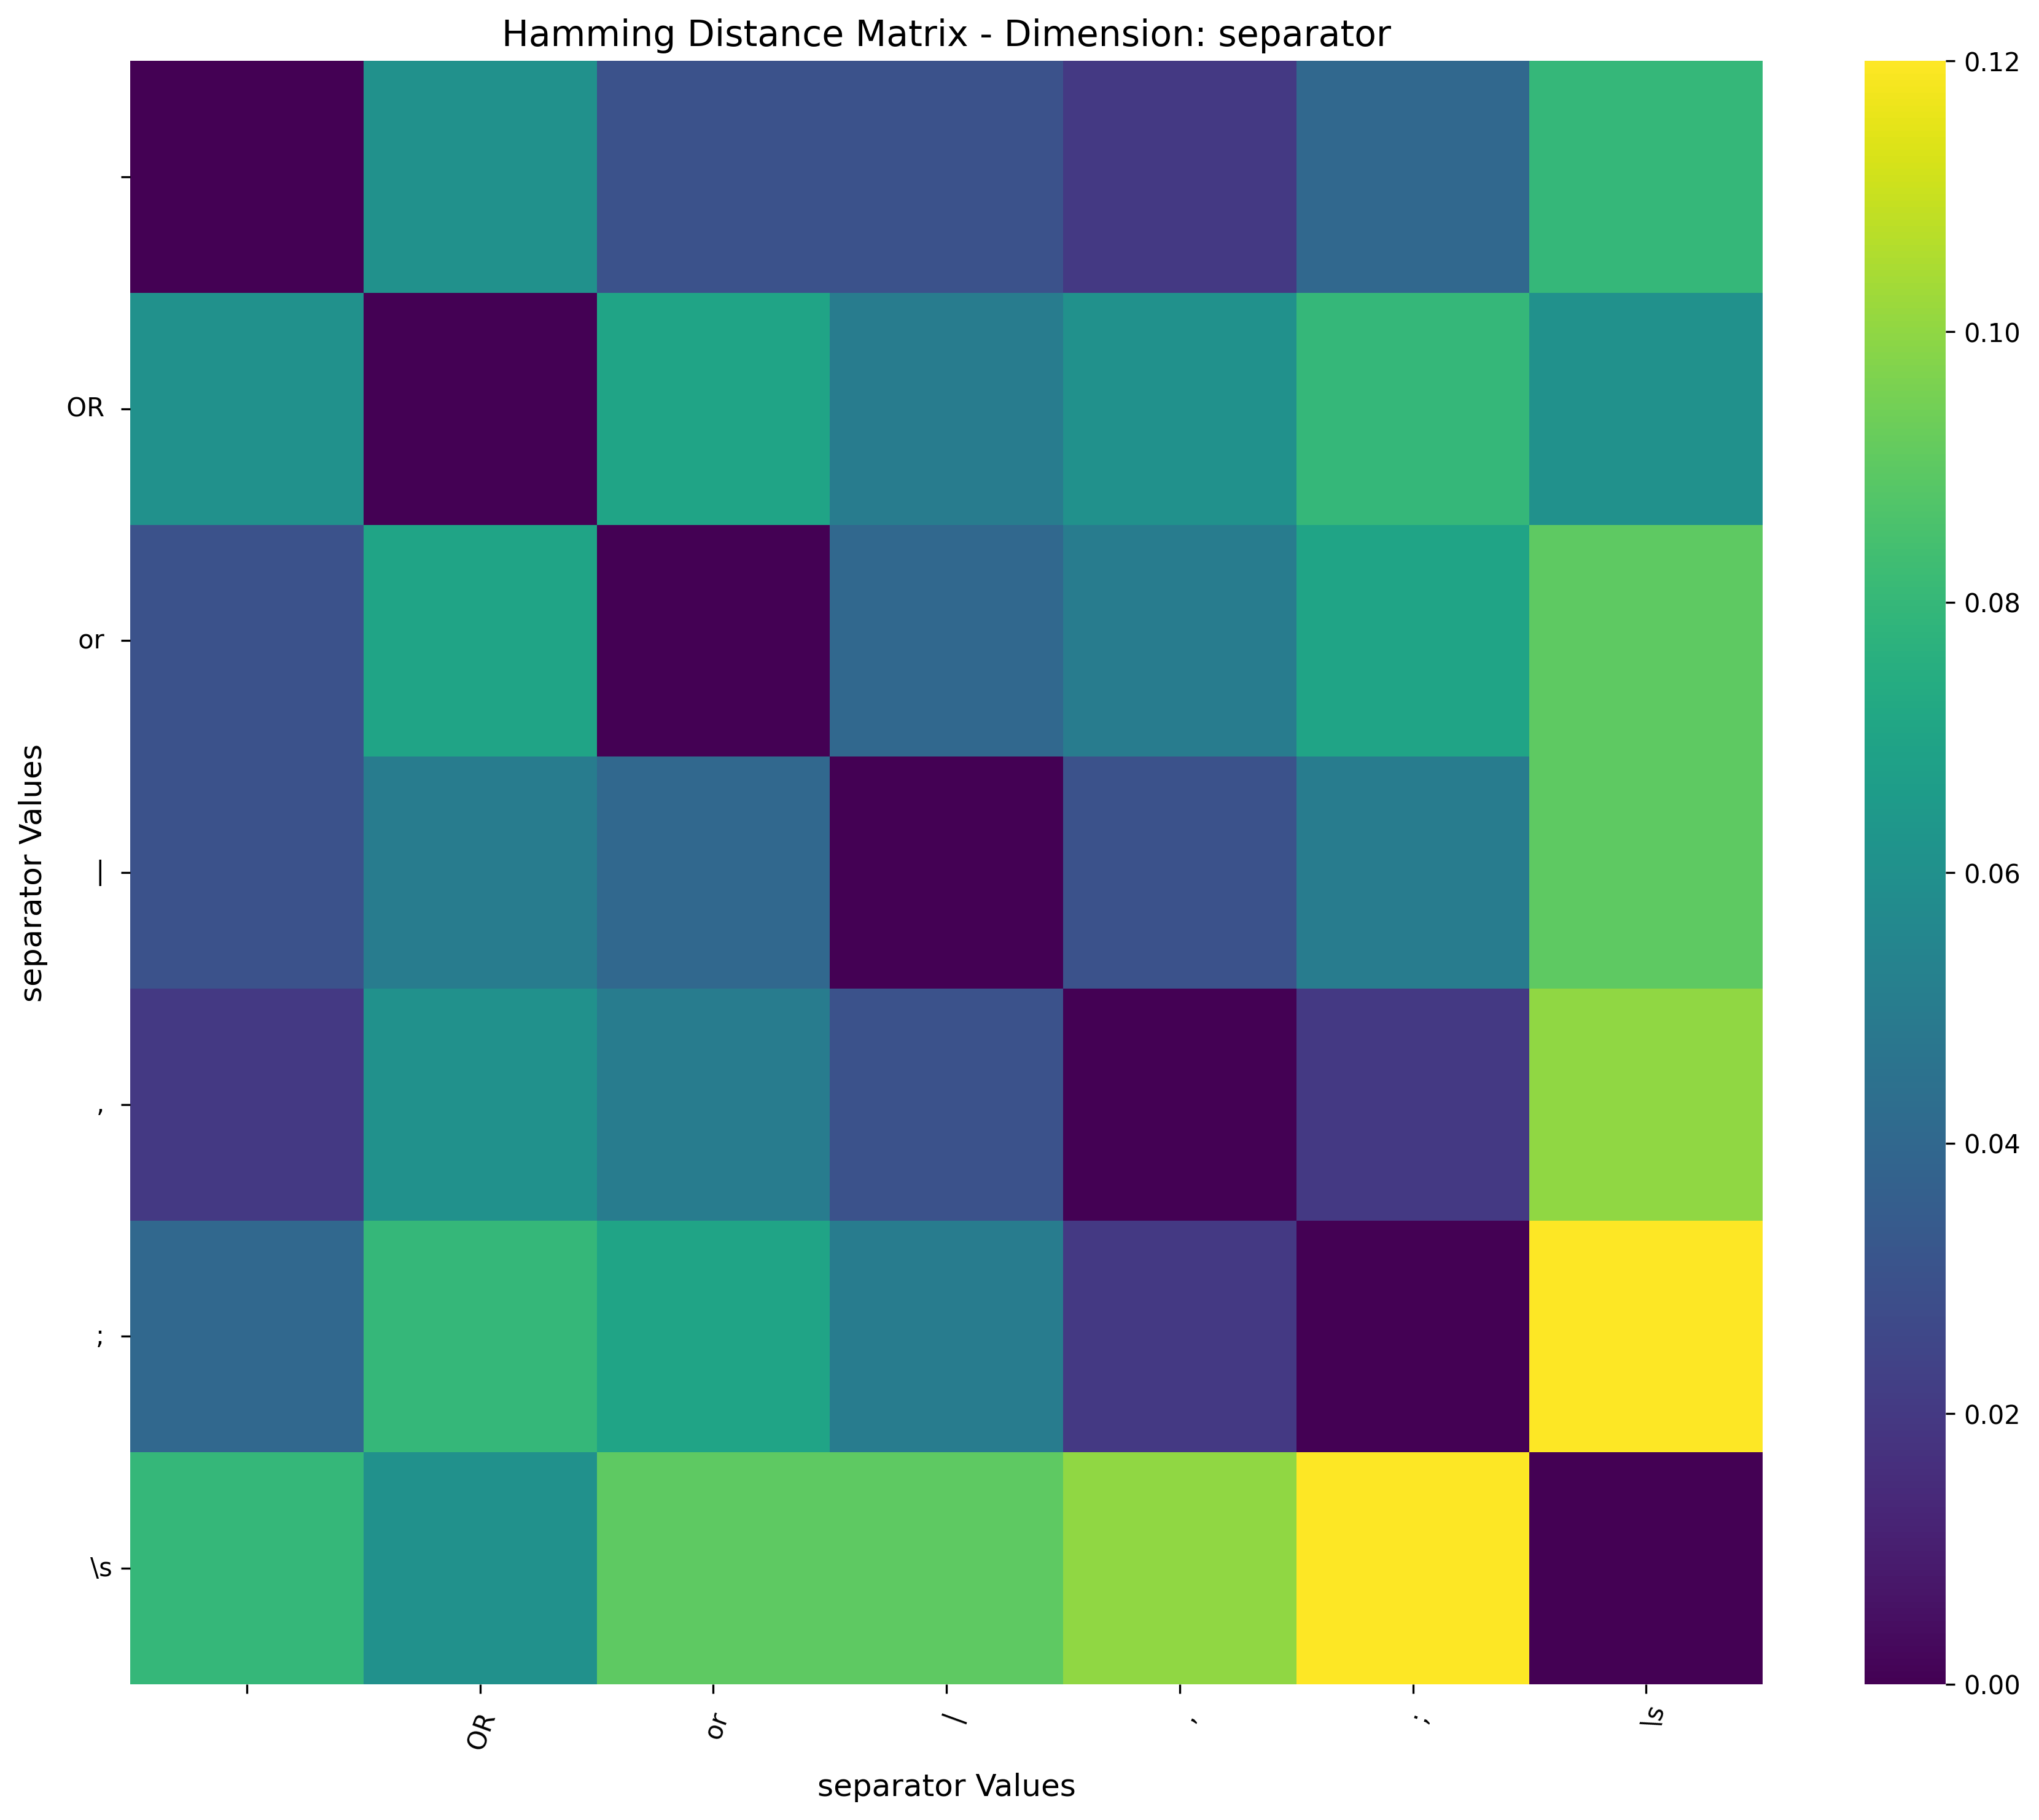 Hamming Distance Matrix - Dimension: separator
separator Values
OR
or
|
,
;
\s
OR
or
|
,
;
\s
separator Values
0.12
0.10
0.08
0.06
0.04
0.02
0.00